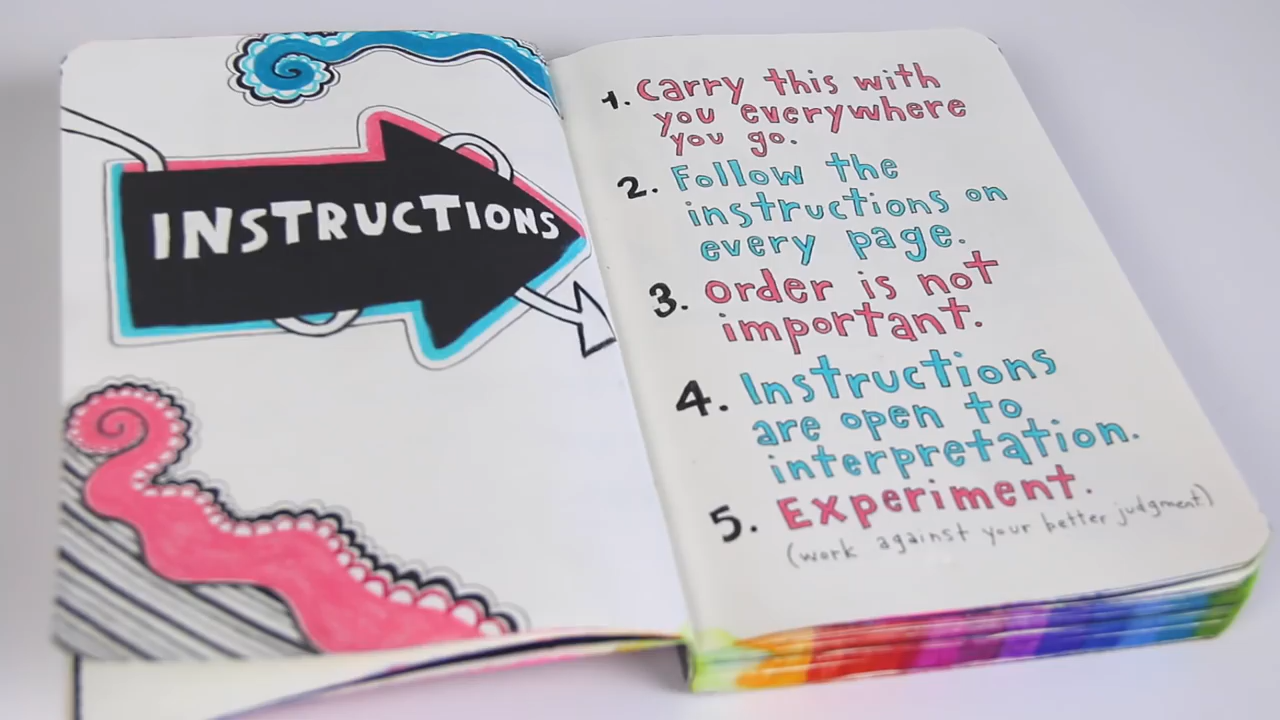 INSTRUCTIONS
1. Carry this with
you everywhere
you go.
2. Follow the
instructions on
every page.
3. Order is not
important.
4. Instructions
are open to
interpretation.
5. Experiment.
(work against your better judgment)